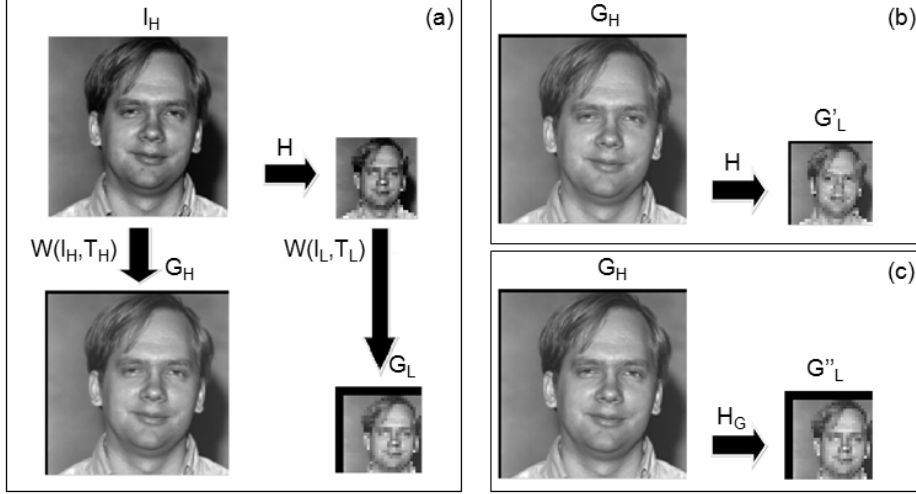 I_H
(a)
H
W(I_H,T_H)
G_H
W(I_L,T_L)
G_L
G_H
(b)
H
G'_L
G_H
(c)
H_G
G''_L